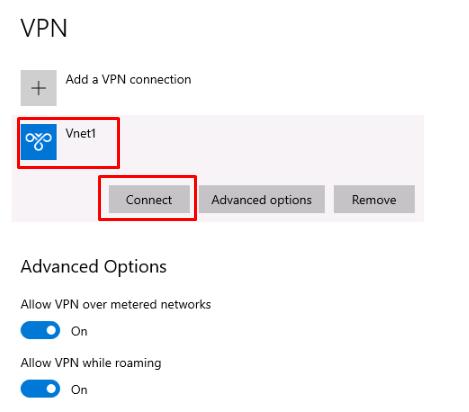 VPN
Add a VPN connection
Vnet1
Connect
Advanced options
Remove
Advanced Options
Allow VPN over metered networks
On
Allow VPN while roaming
On